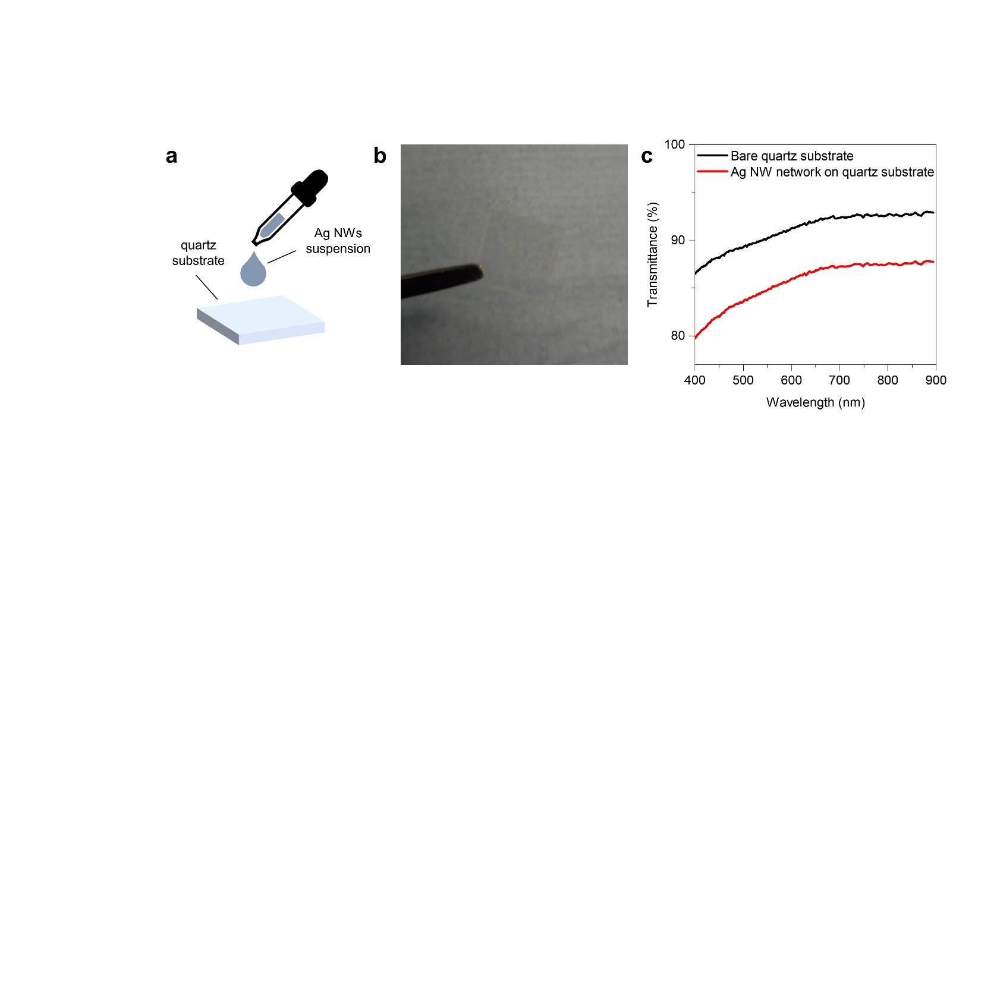 a
quartz
substrate
Ag NWs
suspension
b
c
Bare quartz substrate
Ag NW network on quartz substrate
Transmittance (%)
100
90
80
400 500 600 700 800 900
Wavelength (nm)